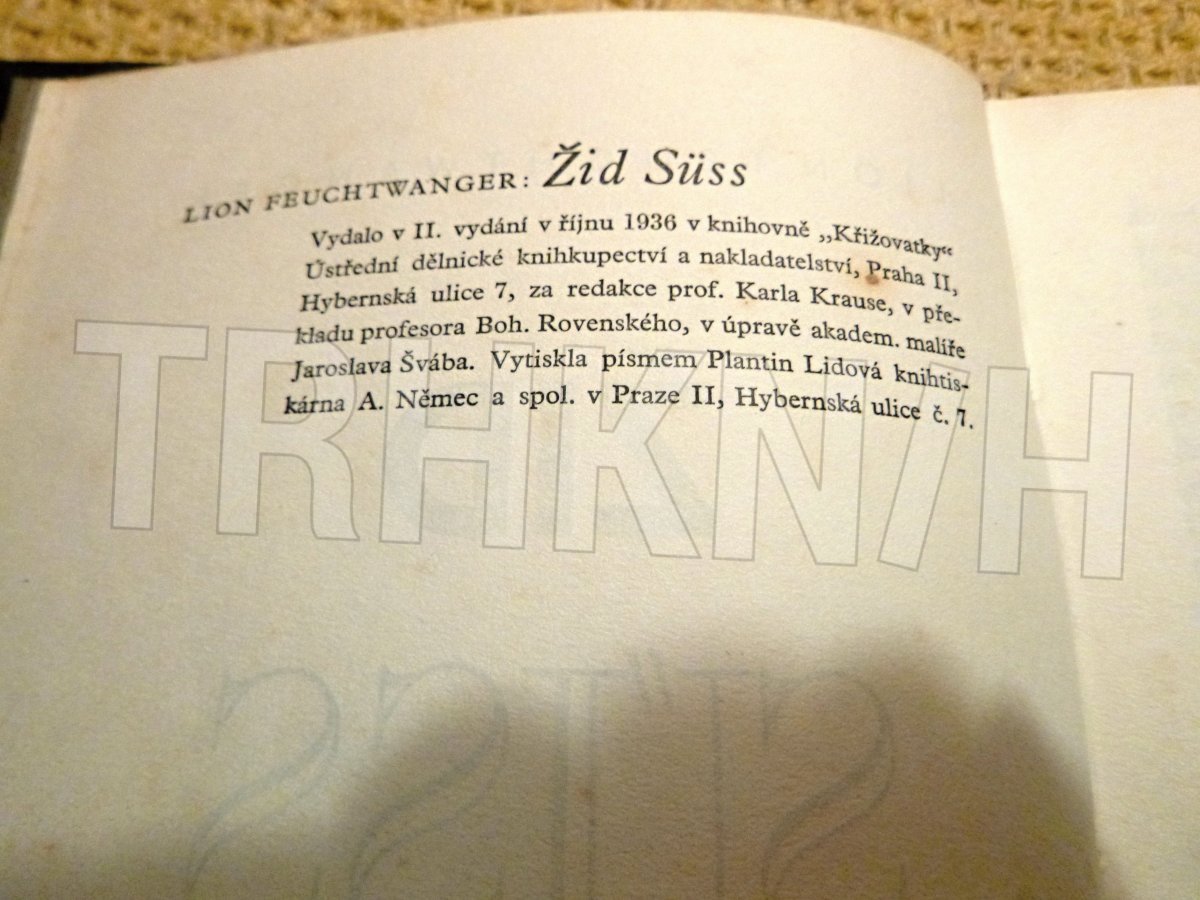 LION FEUCHTWANGER: Žid Süss
Vydalo v II. vydání v říjnu 1936 v knihovně „Křižovatky“
Ústřední dělnické knihkupectví a nakladatelství, Praha II,
Hybernská ulice 7, za redakce prof. Karla Krause, v pře-
kladu profesora Boh. Rovenského, v úpravě akadem. malíře
Jaroslava Švába. Vytiskla písmem Plantin Lidová knihtis-
kárna A. Němec a spol. v Praze II, Hybernská ulice č. 7.
TRHKNIH